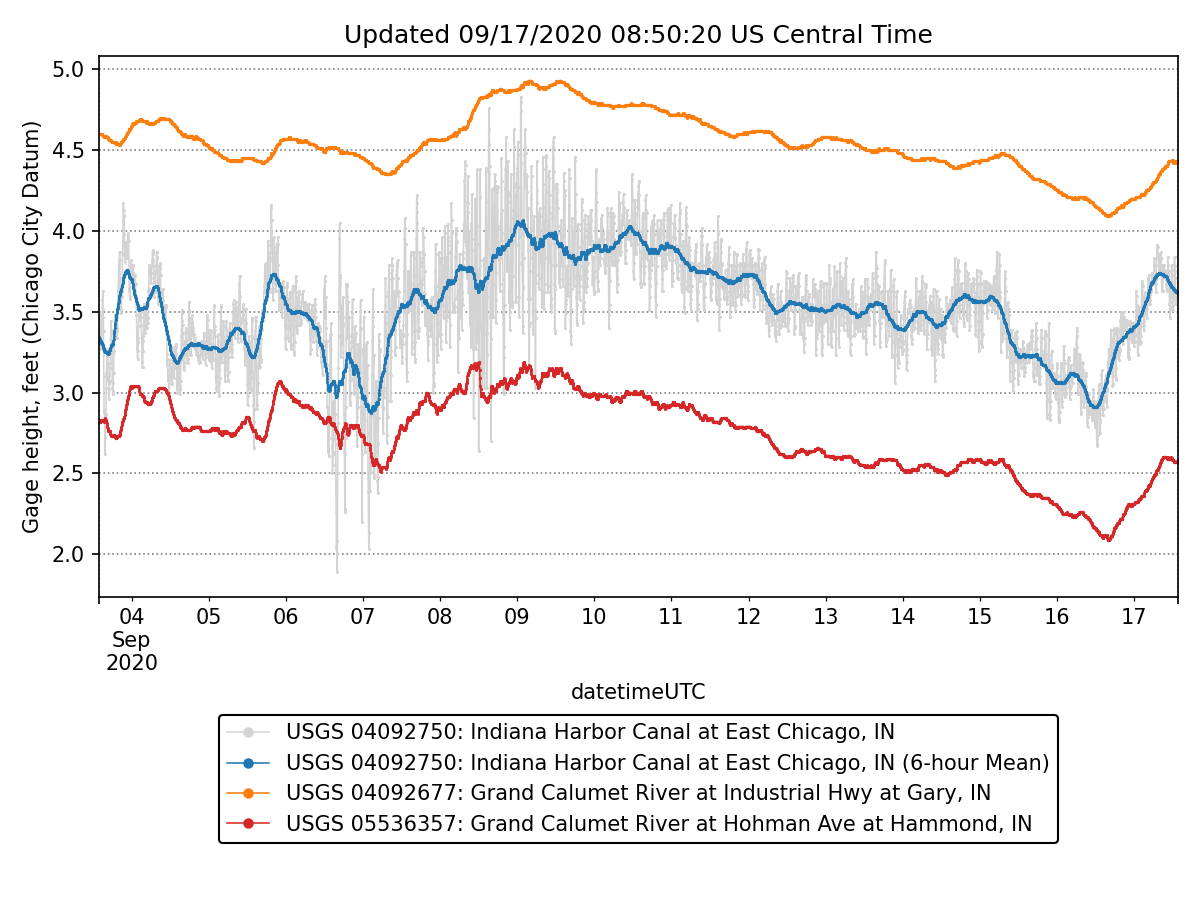 Updated 09/17/2020 08:50:20 US Central Time
Gage height, feet (Chicago City Datum)
5.0
4.5
4.0
3.5
3.0
2.5
2.0
04 05 06 07 08 09 10 11 12 13 14 15 16 17
Sep
2020
datetimeUTC
USGS 04092750: Indiana Harbor Canal at East Chicago, IN
USGS 04092750: Indiana Harbor Canal at East Chicago, IN (6-hour Mean)
USGS 04092677: Grand Calumet River at Industrial Hwy at Gary, IN
USGS 05536357: Grand Calumet River at Hohman Ave at Hammond, IN